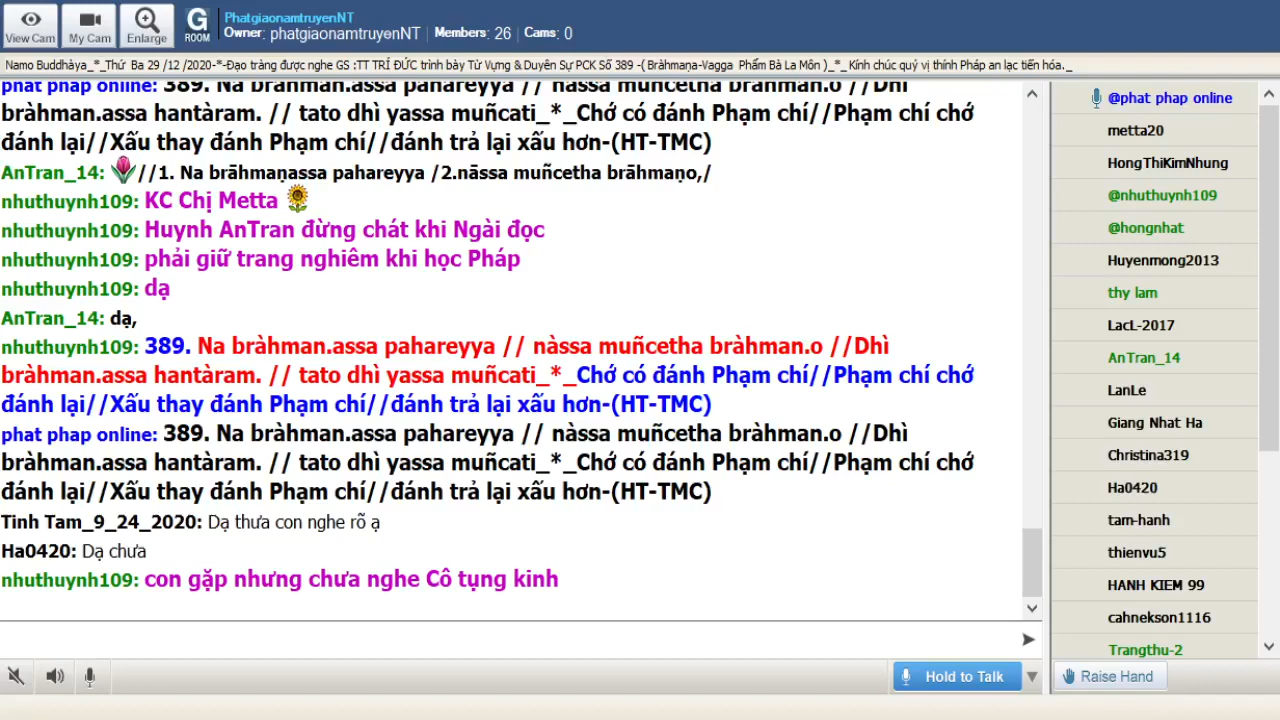 View Cam
My Cam
Enlarge
G
ROOM
PhatgiaonamtruyenNT
Owner: phatgiaonamtruyenNT | Members: 26 | Cams: 0
Namo Buddhàya_*_Thứ Ba 29 /12 /2020-*-Đạo tràng được nghe GS :TT TRÍ ĐỨC trình bày Từ Vựng & Duyên Sự PCK Số 389 -( Bràhmaṇa-Vagga Phẩm Bà La Môn )_*_ Kính chúc quý vị thính Pháp an lạc tiến hóa._
phat phap online: 389. Na bràhman.assa pahareyya // nàssa muñcetha bràhman.o //Dhì
bràhman.assa hantàram. // tato dhì yassa muñcati_*_Chớ có đánh Phạm chí//Phạm chí chớ
đánh lại//Xấu thay đánh Phạm chí//đánh trả lại xấu hơn-(HT-TMC)
AnTran_14: //1. Na brāhmaṇassa pahareyya /2.nāssa muñcetha brāhmaṇo,/
nhuthuynh109: KC Chị Metta
nhuthuynh109: Huynh AnTran đừng chát khi Ngài đọc
nhuthuynh109: phải giữ trang nghiêm khi học Pháp
nhuthuynh109: dạ
AnTran_14: dạ,
nhuthuynh109: 389. Na bràhman.assa pahareyya // nàssa muñcetha bràhman.o //Dhì
bràhman.assa hantàram. // tato dhì yassa muñcati_*_Chớ có đánh Phạm chí//Phạm chí chớ
đánh lại//Xấu thay đánh Phạm chí//đánh trả lại xấu hơn-(HT-TMC)
phat phap online: 389. Na bràhman.assa pahareyya // nàssa muñcetha bràhman.o //Dhì
bràhman.assa hantàram. // tato dhì yassa muñcati_*_Chớ có đánh Phạm chí//Phạm chí chớ
đánh lại//Xấu thay đánh Phạm chí//đánh trả lại xấu hơn-(HT-TMC)
Tinh Tam_9_24_2020: Dạ thưa con nghe rõ ạ
Ha0420: Dạ chưa
nhuthuynh109: con gặp nhưng chưa nghe Cô tụng kinh
@phat phap online
metta20
HongThiKimNhung
@nhuthuynh109
@hongnhat
Huyenmong2013
thy lam
LacL-2017
AnTran_14
LanLe
Giang Nhat Ha
Christina319
Ha0420
tam-hanh
thienvu5
HANH KIEM 99
cahnekson1116
Trangthu-2
Hold to Talk
Raise Hand